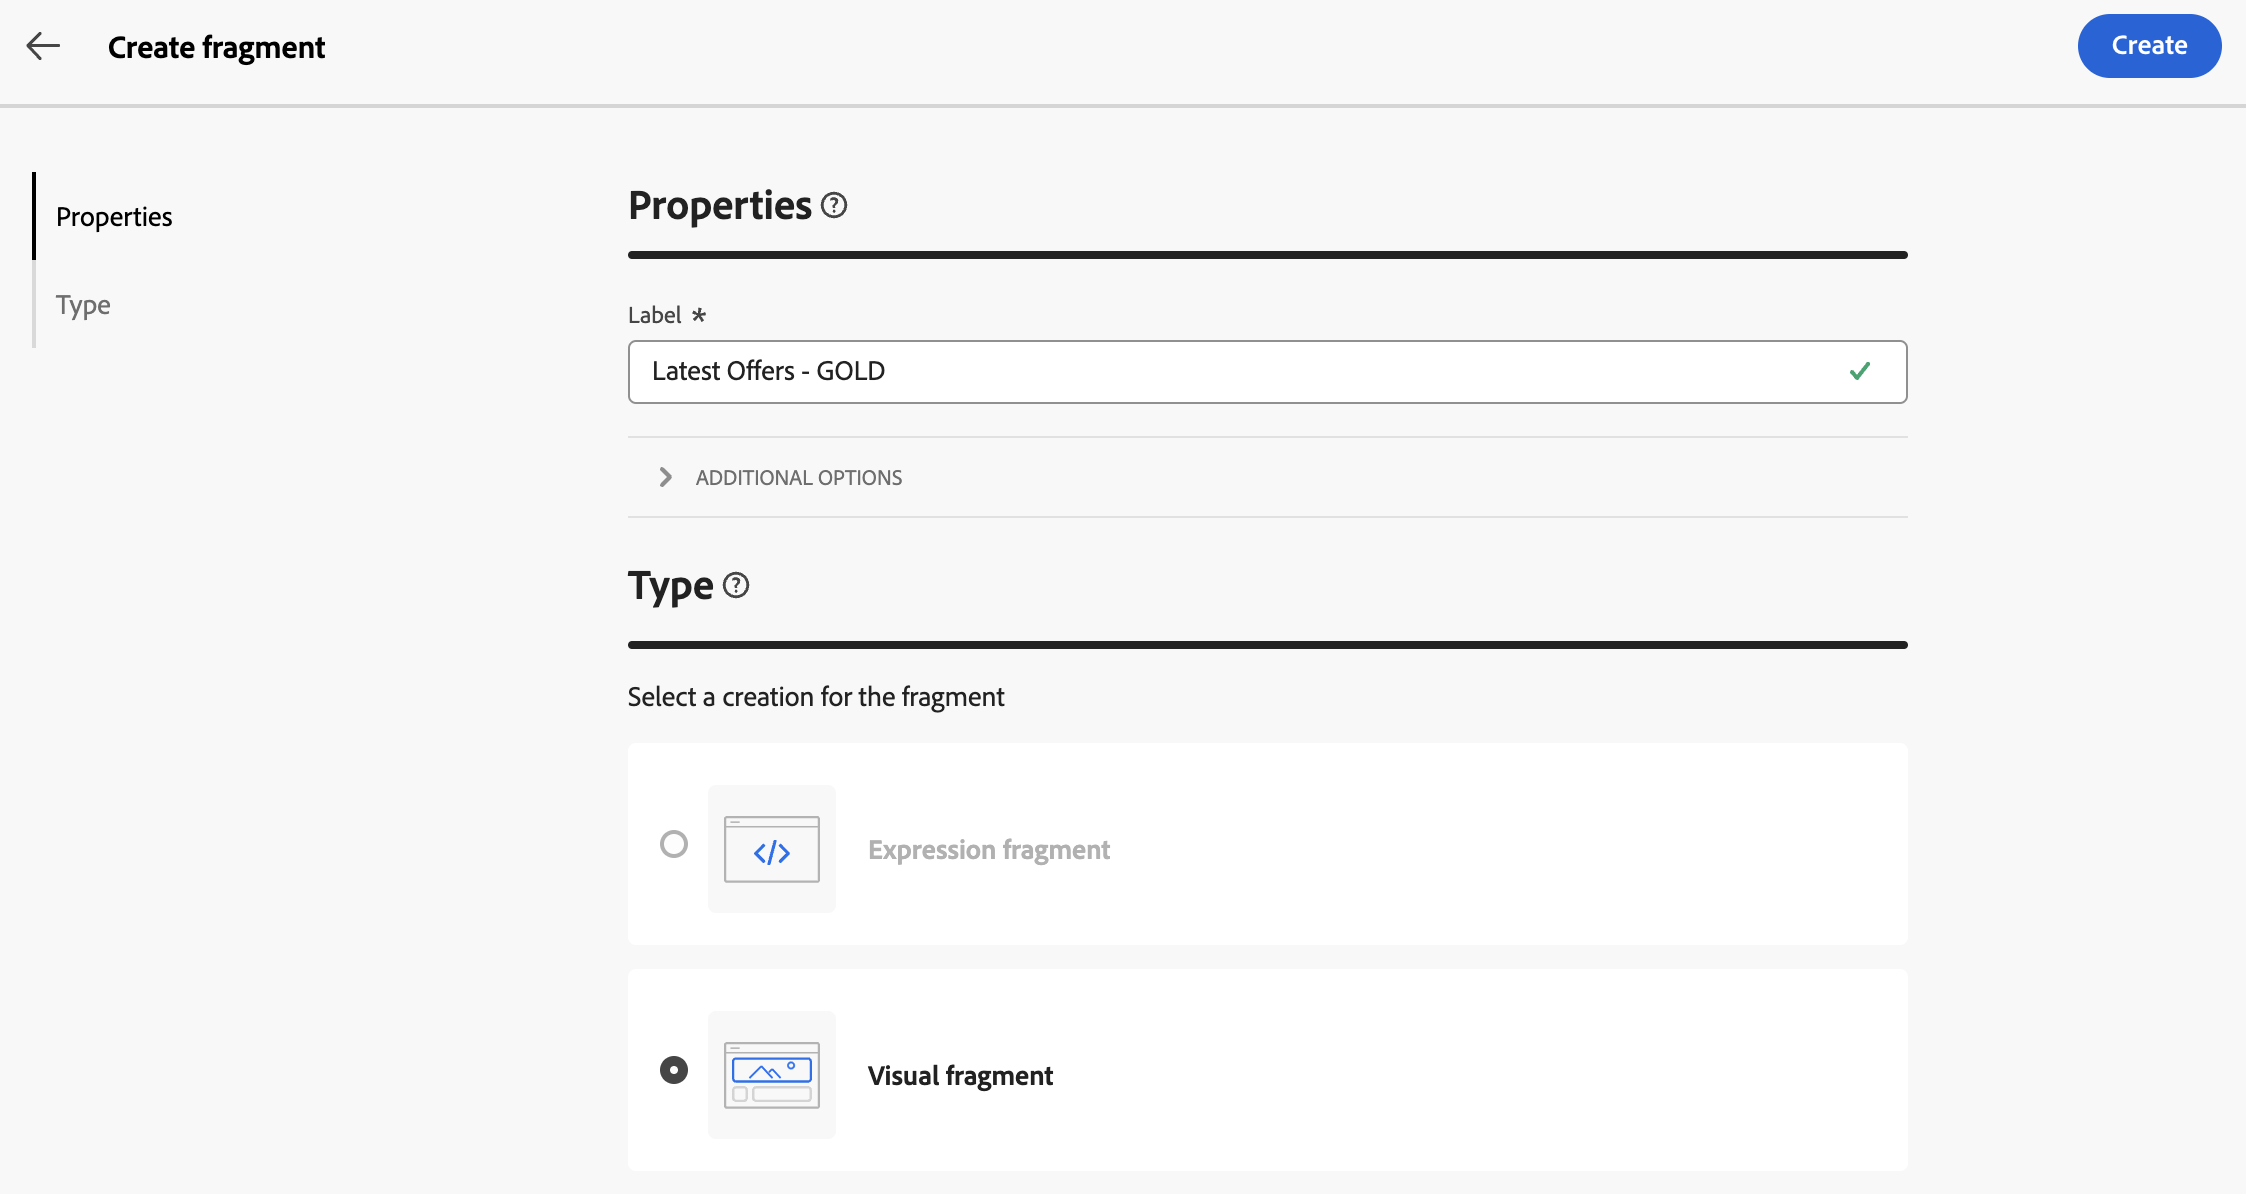 Create fragment
Create
Properties
Type
Properties
Label *
Latest Offers - GOLD
ADDITIONAL OPTIONS
Type
Select a creation for the fragment
Expression fragment
Visual fragment